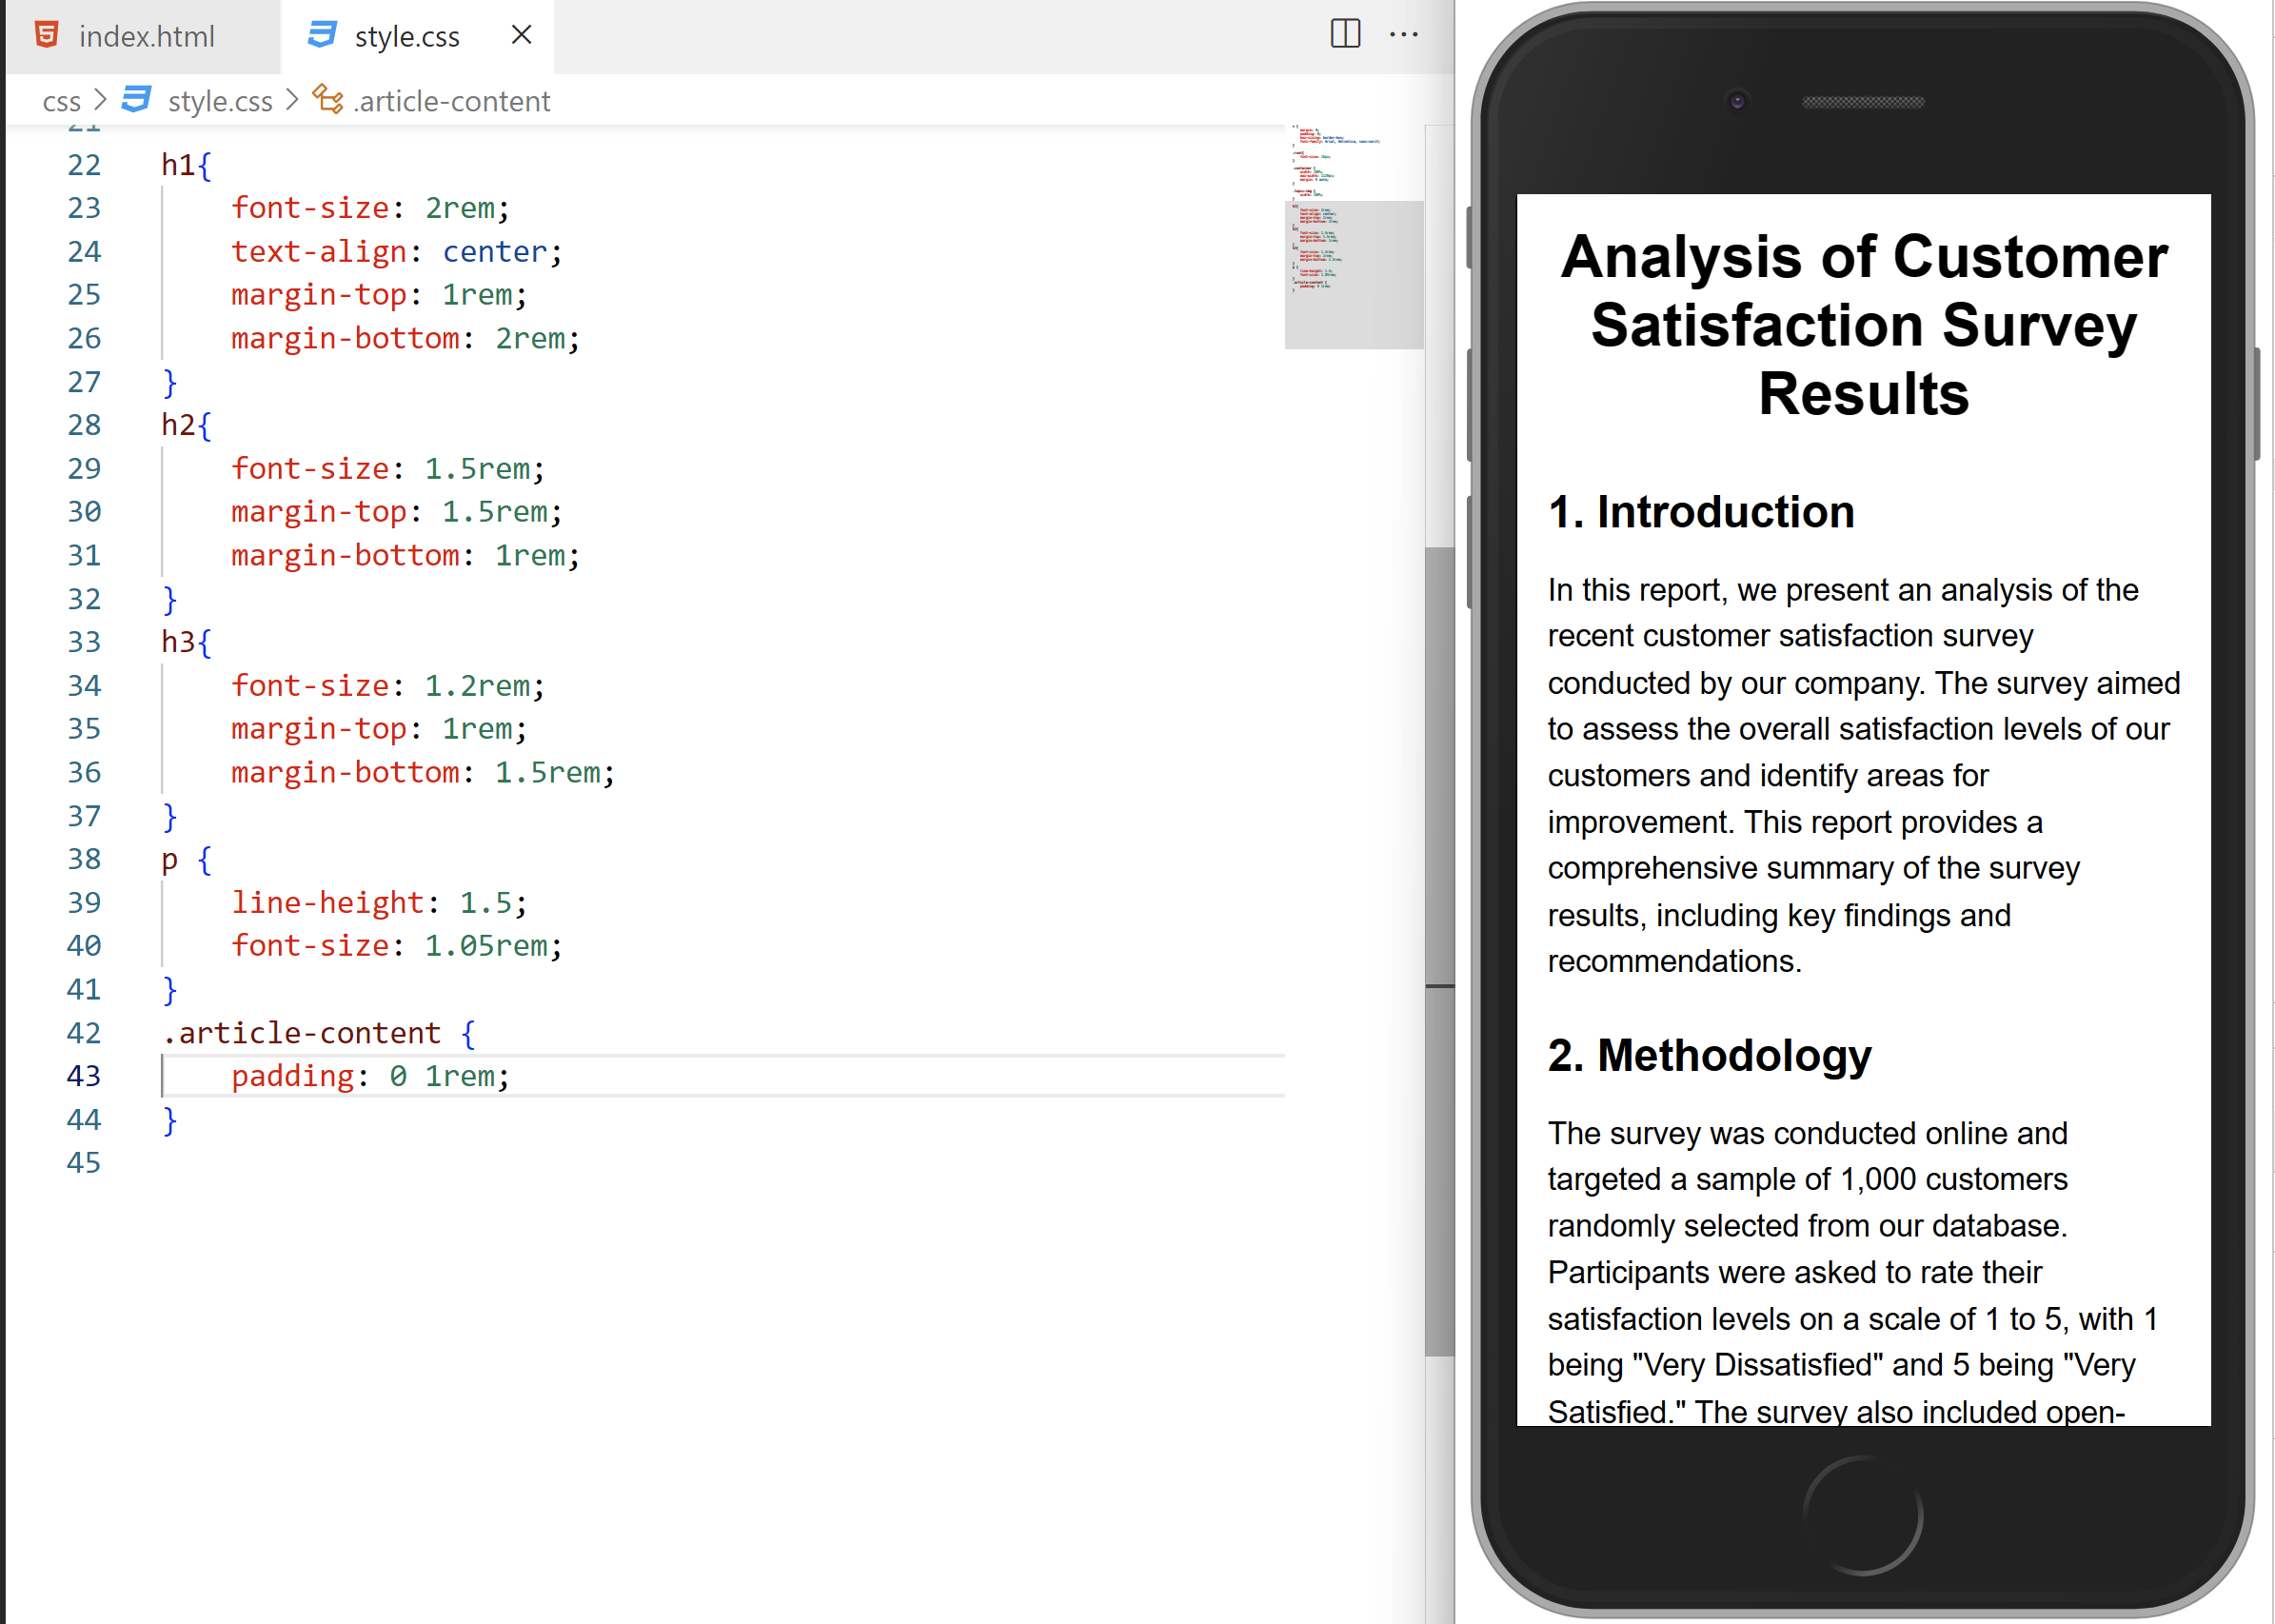 index.html
style.css
css > style.css > .article-content
21
22 h1{
23 font-size: 2rem;
24 text-align: center;
25 margin-top: 1rem;
26 margin-bottom: 2rem;
27 }
28 h2{
29 font-size: 1.5rem;
30 margin-top: 1.5rem;
31 margin-bottom: 1rem;
32 }
33 h3{
34 font-size: 1.2rem;
35 margin-top: 1rem;
36 margin-bottom: 1.5rem;
37 }
38 p {
39 line-height: 1.5;
40 font-size: 1.05rem;
41 }
42 .article-content {
43 padding: 0 1rem;
44 }
45
Analysis of Customer
Satisfaction Survey
Results
1. Introduction
In this report, we present an analysis of the
recent customer satisfaction survey
conducted by our company. The survey aimed
to assess the overall satisfaction levels of our
customers and identify areas for
improvement. This report provides a
comprehensive summary of the survey
results, including key findings and
recommendations.
2. Methodology
The survey was conducted online and
targeted a sample of 1,000 customers
randomly selected from our database.
Participants were asked to rate their
satisfaction levels on a scale of 1 to 5, with 1
being "Very Dissatisfied" and 5 being "Very
Satisfied." The survey also included open-